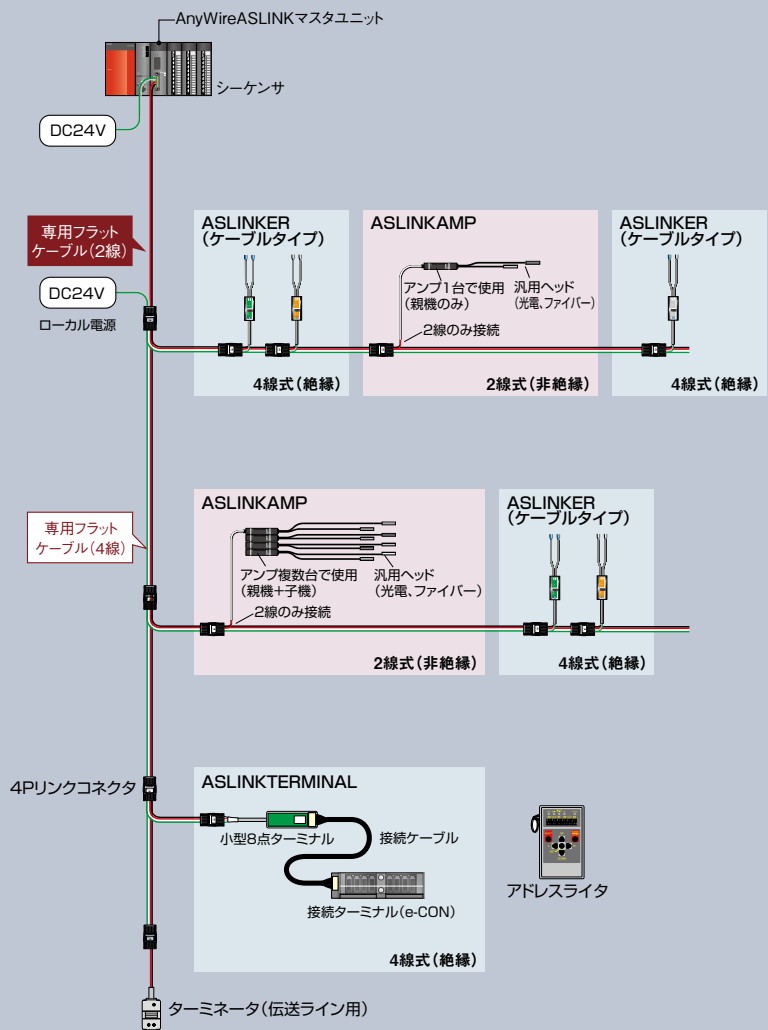 AnyWireASLINKマスタユニット
シーケンサ
DC24V
専用フラット
ケーブル(2線)
DC24V
ローカル電源
ASLINKER
(ケーブルタイプ)
4線式(絶縁)
ASLINKAMP
アンプ1台で使用
(親機のみ)
汎用ヘッド
(光電、ファイバー)
2線のみ接続
2線式(非絶縁)
ASLINKER
(ケーブルタイプ)
4線式(絶縁)
専用フラット
ケーブル(4線)
ASLINKAMP
アンプ複数台で使用
(親機+子機)
汎用ヘッド
(光電、ファイバー)
2線のみ接続
2線式(非絶縁)
ASLINKER
(ケーブルタイプ)
4線式(絶縁)
4Pリンクコネクタ
ASLINKTERMINAL
小型8点ターミナル
接続ケーブル
接続ターミナル(e-CON)
4線式(絶縁)
アドレスライタ
ターミネータ(伝送ライン用)